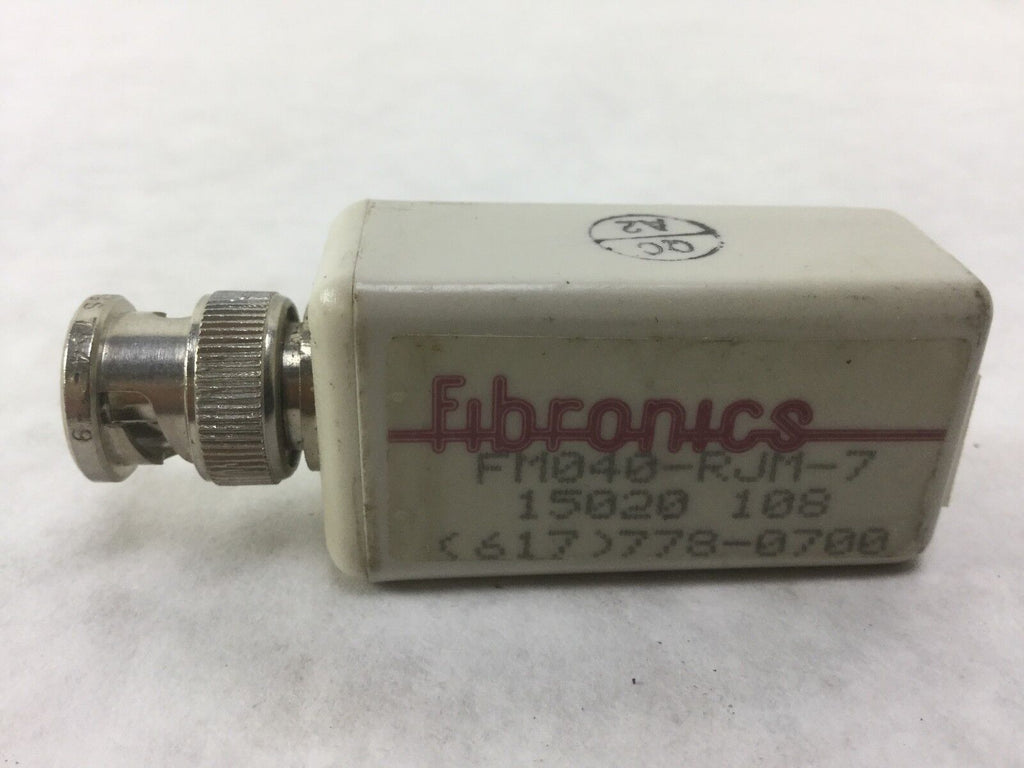 QC
A2
Fibronics
FM040-RJM-7
15020 108
(617)778-0700